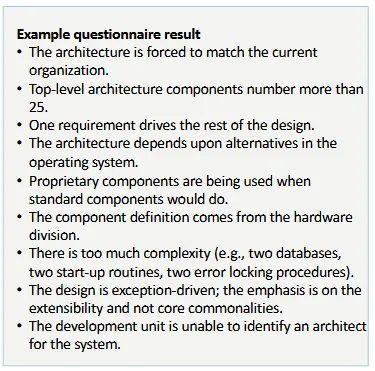 Example questionnaire result
• The architecture is forced to match the current
organization.
• Top-level architecture components number more than
25.
• One requirement drives the rest of the design.
• The architecture depends upon alternatives in the
operating system.
• Proprietary components are being used when
standard components would do.
• The component definition comes from the hardware
division.
• There is too much complexity (e.g., two databases,
two start-up routines, two error locking procedures).
• The design is exception-driven; the emphasis is on the
extensibility and not core commonalities.
• The development unit is unable to identify an architect
for the system.